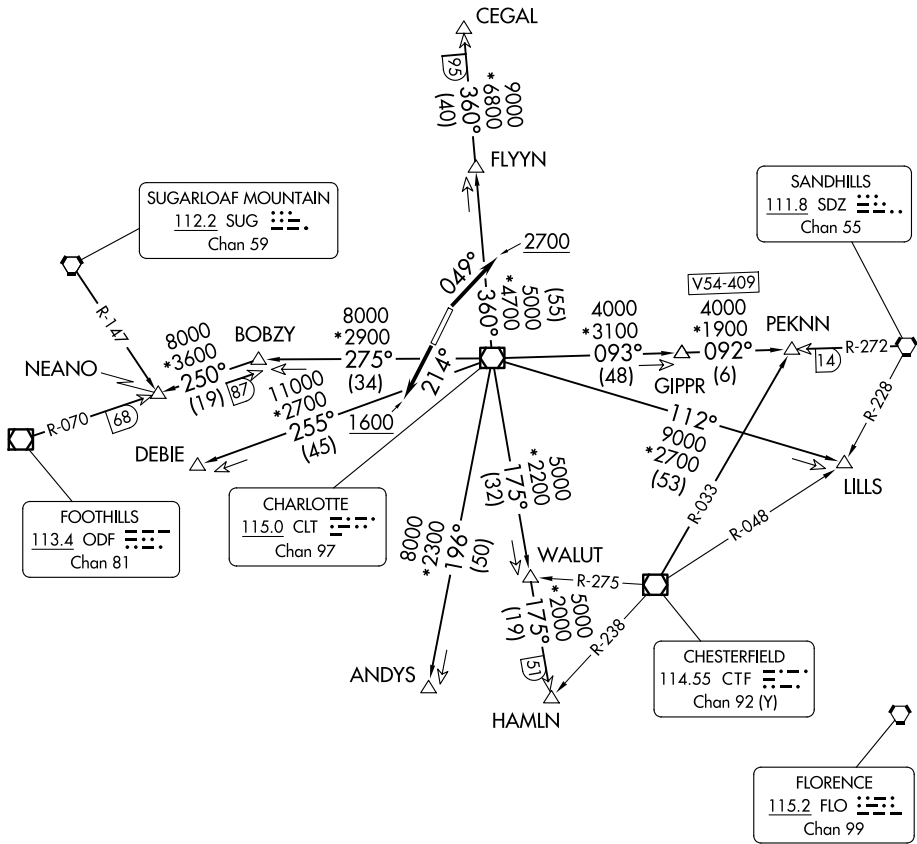 CEGAL
95
360°
(40)
9000
*6800
FLYYN
SUGARLOAF MOUNTAIN
112.2 SUG
Chan 59
SANDHILLS
111.8 SDZ
Chan 55
049°
2700
360°
5000
*4700
(55)
R-147
8000
*3600
250°
(19)
NEANO
BOBZY
87
8000
*2900
275°
(34)
214°
1600
4000
*3100
093°
(48)
GIPPR
V54-409
4000
*1900
092°
(6)
PEKNN
14
R-272
R-228
R-070
68
11000
*2700
255°
(45)
DEBIE
112°
9000
*2700
(53)
LILLS
R-033
R-048
FOOTHILLS
113.4 ODF
Chan 81
CHARLOTTE
115.0 CLT
Chan 97
8000
*2300
196°
(50)
5000
*2200
175°
(32)
WALUT
R-275
5000
*2000
175°
(19)
51
R-238
ANDYS
HAMLN
CHESTERFIELD
114.55 CTF
Chan 92 (Y)
FLORENCE
115.2 FLO
Chan 99